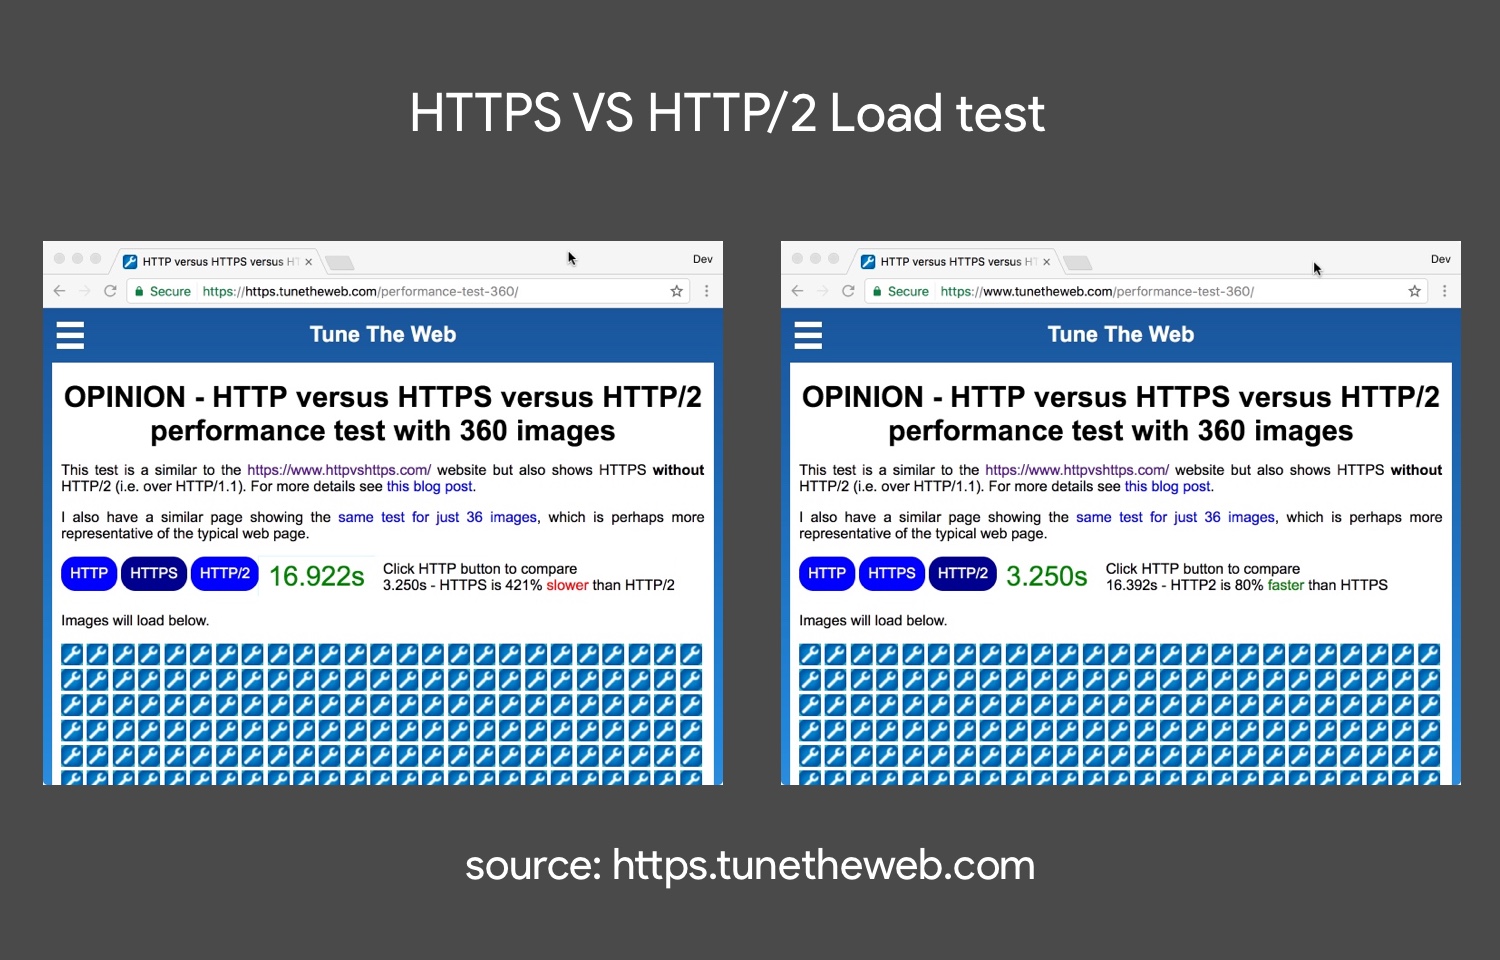 HTTPS VS HTTP/2 Load test
HTTP versus HTTPS versus HT
Dev
Secure https://https.tunetheweb.com/performance-test-360/
Tune The Web
OPINION - HTTP versus HTTPS versus HTTP/2
performance test with 360 images
This test is a similar to the https://www.httpvshttps.com/ website but also shows HTTPS without
HTTP/2 (i.e. over HTTP/1.1). For more details see this blog post.
I also have a similar page showing the same test for just 36 images, which is perhaps more
representative of the typical web page.
HTTP HTTPS HTTP/2 16.922s
Click HTTP button to compare
3.250s - HTTPS is 421% slower than HTTP/2
Images will load below.
HTTP versus HTTPS versus HT
Dev
Secure https://www.tunetheweb.com/performance-test-360/
Tune The Web
OPINION - HTTP versus HTTPS versus HTTP/2
performance test with 360 images
This test is a similar to the https://www.httpvshttps.com/ website but also shows HTTPS without
HTTP/2 (i.e. over HTTP/1.1). For more details see this blog post.
I also have a similar page showing the same test for just 36 images, which is perhaps more
representative of the typical web page.
HTTP HTTPS HTTP/2 3.250s
Click HTTP button to compare
16.392s - HTTP2 is 80% faster than HTTPS
Images will load below.
source: https.tunetheweb.com